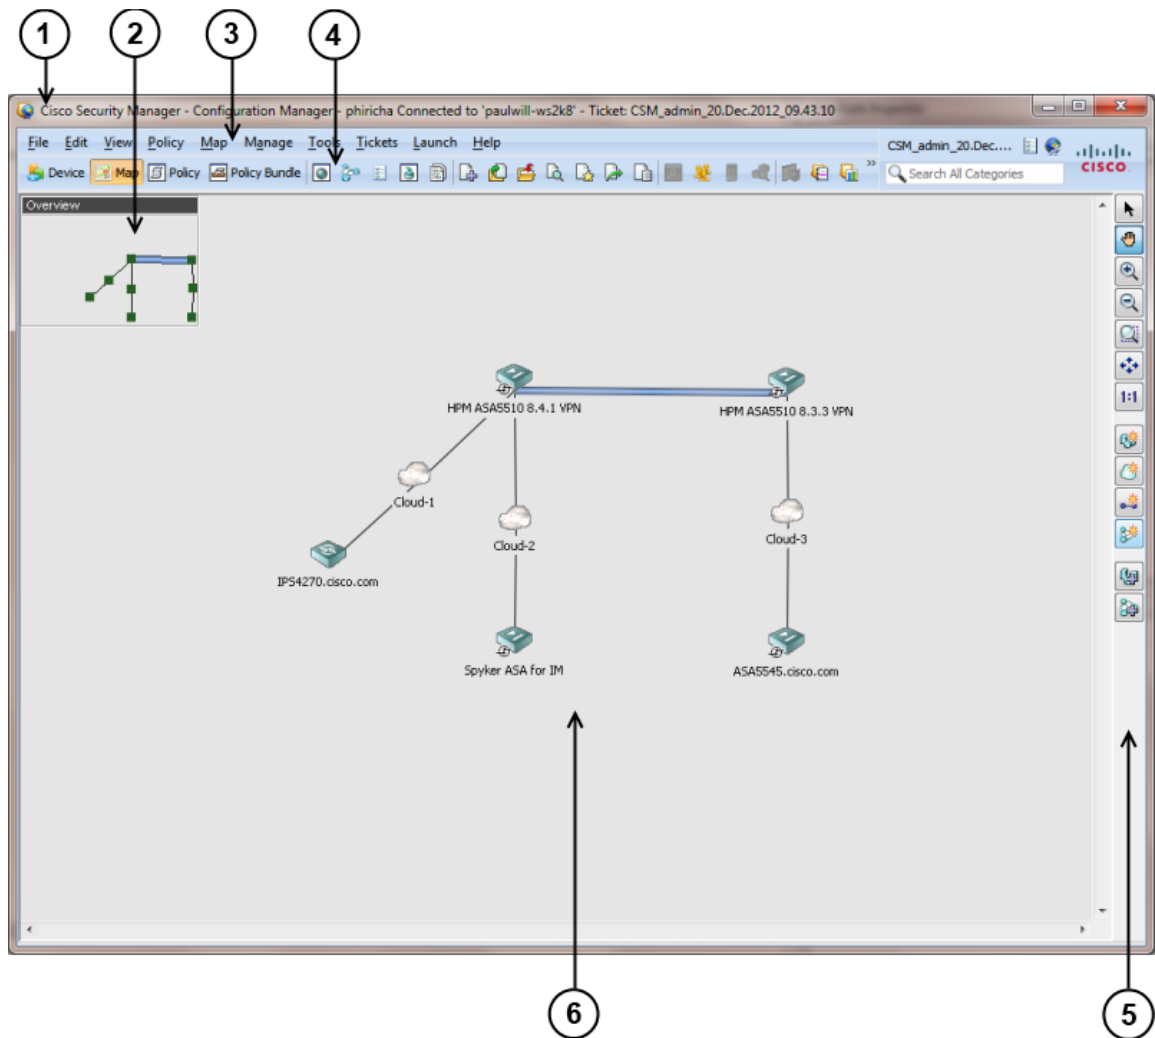 1 2 3 4
Cisco Security Manager - Configuration Manager - phiricha Connected to 'paulwill-ws2k8' - Ticket: CSM_admin_20.Dec.2012_09.43.10
File Edit View Policy Map Manage Tools Tickets Launch Help
CSM_admin_20.Dec....
CISCO
Device Map Policy Policy Bundle
Search All Categories
Overview
1:1
HPM ASA5510 8.4.1 VPN
HPM ASA5510 8.3.3 VPN
Cloud-1
Cloud-2
Cloud-3
IPS4270.cisco.com
Spyker ASA for IM
ASA5545.cisco.com
6
5